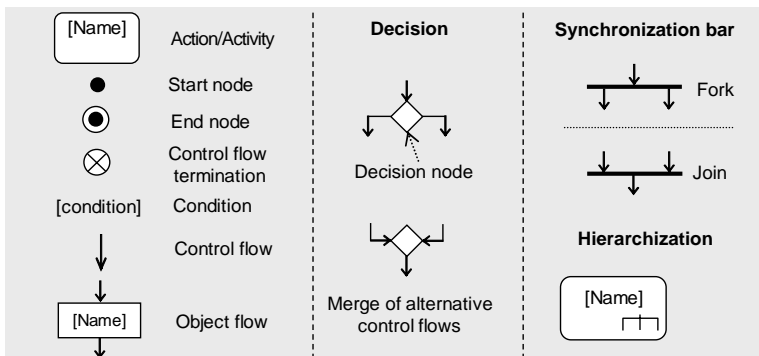 [Name]
Action/Activity
Start node
End node
Control flow
termination
[condition]
Condition
Control flow
[Name]
Object flow
Decision
Decision node
Merge of alternative
control flows
Synchronization bar
Fork
Join
Hierarchization
[Name]